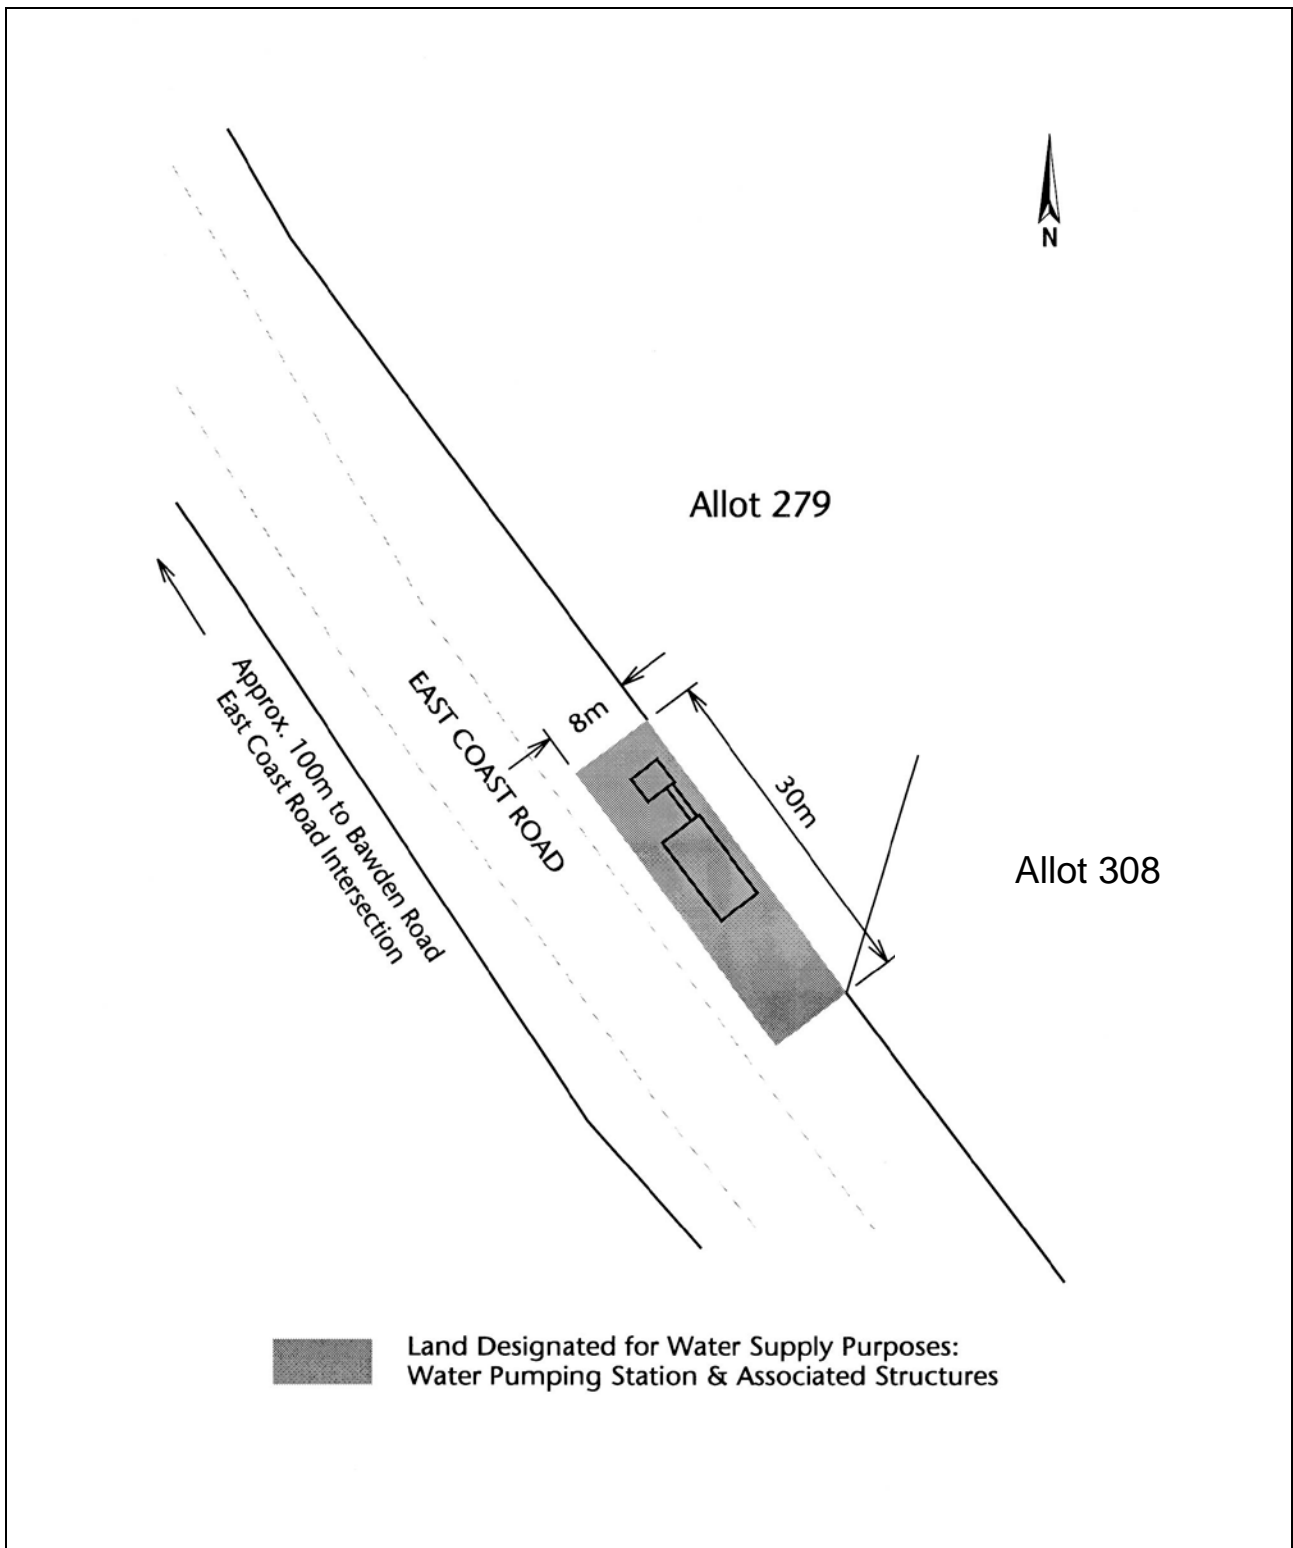 N
Allot 279
8m
30m
EAST COAST ROAD
Allot 308
Approx. 100m to Bawden Road
East Coast Road Intersection
Land Designated for Water Supply Purposes:
Water Pumping Station & Associated Structures